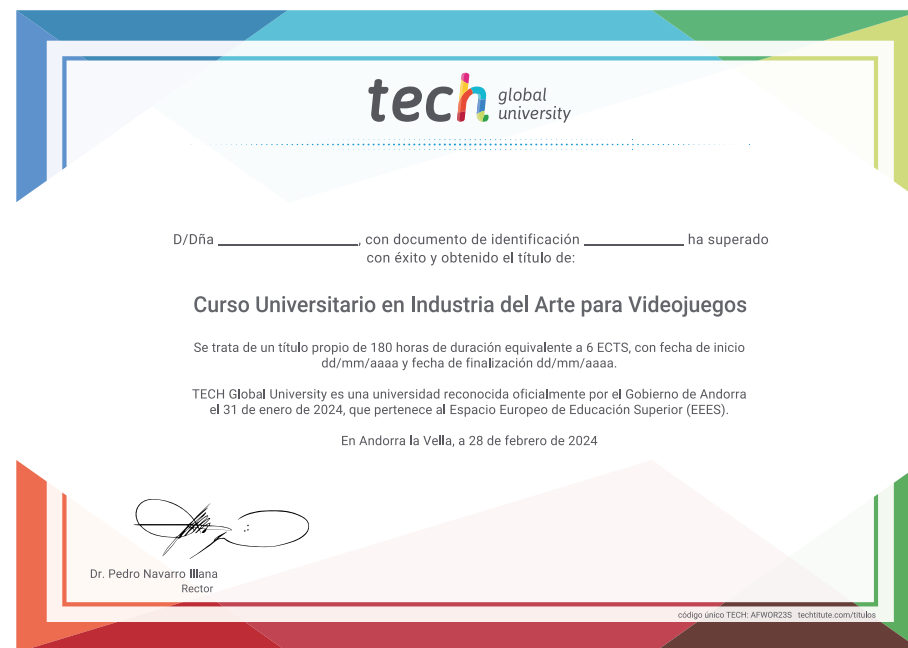 tech global university
D/Dña ______________, con documento de identificación __________ ha superado
con éxito y obtenido el título de:
Curso Universitario en Industria del Arte para Videojuegos
Se trata de un título propio de 180 horas de duración equivalente a 6 ECTS, con fecha de inicio
dd/mm/aaaa y fecha de finalización dd/mm/aaaa.
TECH Global University es una universidad reconocida oficialmente por el Gobierno de Andorra
el 31 de enero de 2024, que pertenece al Espacio Europeo de Educación Superior (EEES).
En Andorra la Vella, a 28 de febrero de 2024
Dr. Pedro Navarro Illana
Rector
código único TECH: AFWOR23S techtitute.com/titulos